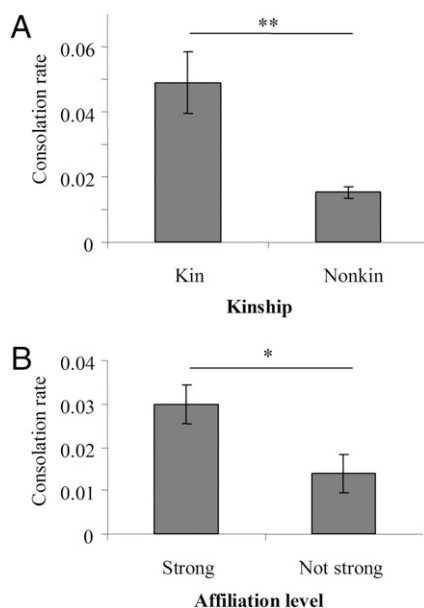 A
**
0.06
0.04
0.02
0
Consolation rate
Kin Nonkin
Kinship
B
*
0.04
0.03
0.02
0.01
0
Consolation rate
Strong Not strong
Affiliation level